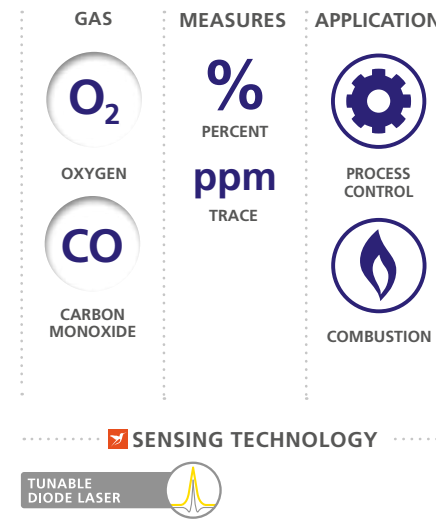 GAS
O2
OXYGEN
CO
CARBON
MONOXIDE
MEASURES
%
PERCENT
ppm
TRACE
APPLICATION
PROCESS
CONTROL
COMBUSTION
SENSING TECHNOLOGY
TUNABLE
DIODE LASER